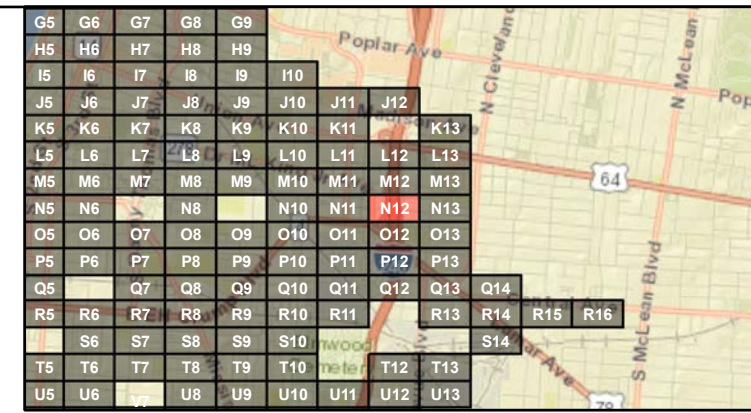 G5 G6 G7 G8 G9
H5 H6 H7 H8 H9
Poplar Ave
I5 I6 I7 I8 I9 I10
N McLean
J5 J6 J7 J8 J9 J10 J11 J12
Pop
K5 K6 K7 K8 K9 K10 K11 K13
L5 L6 L7 L8 L9 L10 L11 L12 L13
M5 M6 M7 M8 M9 M10 M11 M12 M13
64
N5 N6 N8 N10 N11 N12 N13
O5 O6 O7 O8 O9 O10 O11 O12 O13
P5 P6 P7 P8 P9 P10 P11 P12 P13
Q5 Q7 Q8 Q9 Q10 Q11 Q12 Q13 Q14
S McLean Blvd
R5 R6 R7 R8 R9 R10 R11 R13 R14 R15 R16
S6 S7 S8 S9 S10 S14
T5 T6 T7 T8 T9 T10 T12 T13
U5 U6 V7 U8 U9 U10 U11 U12 U13
78